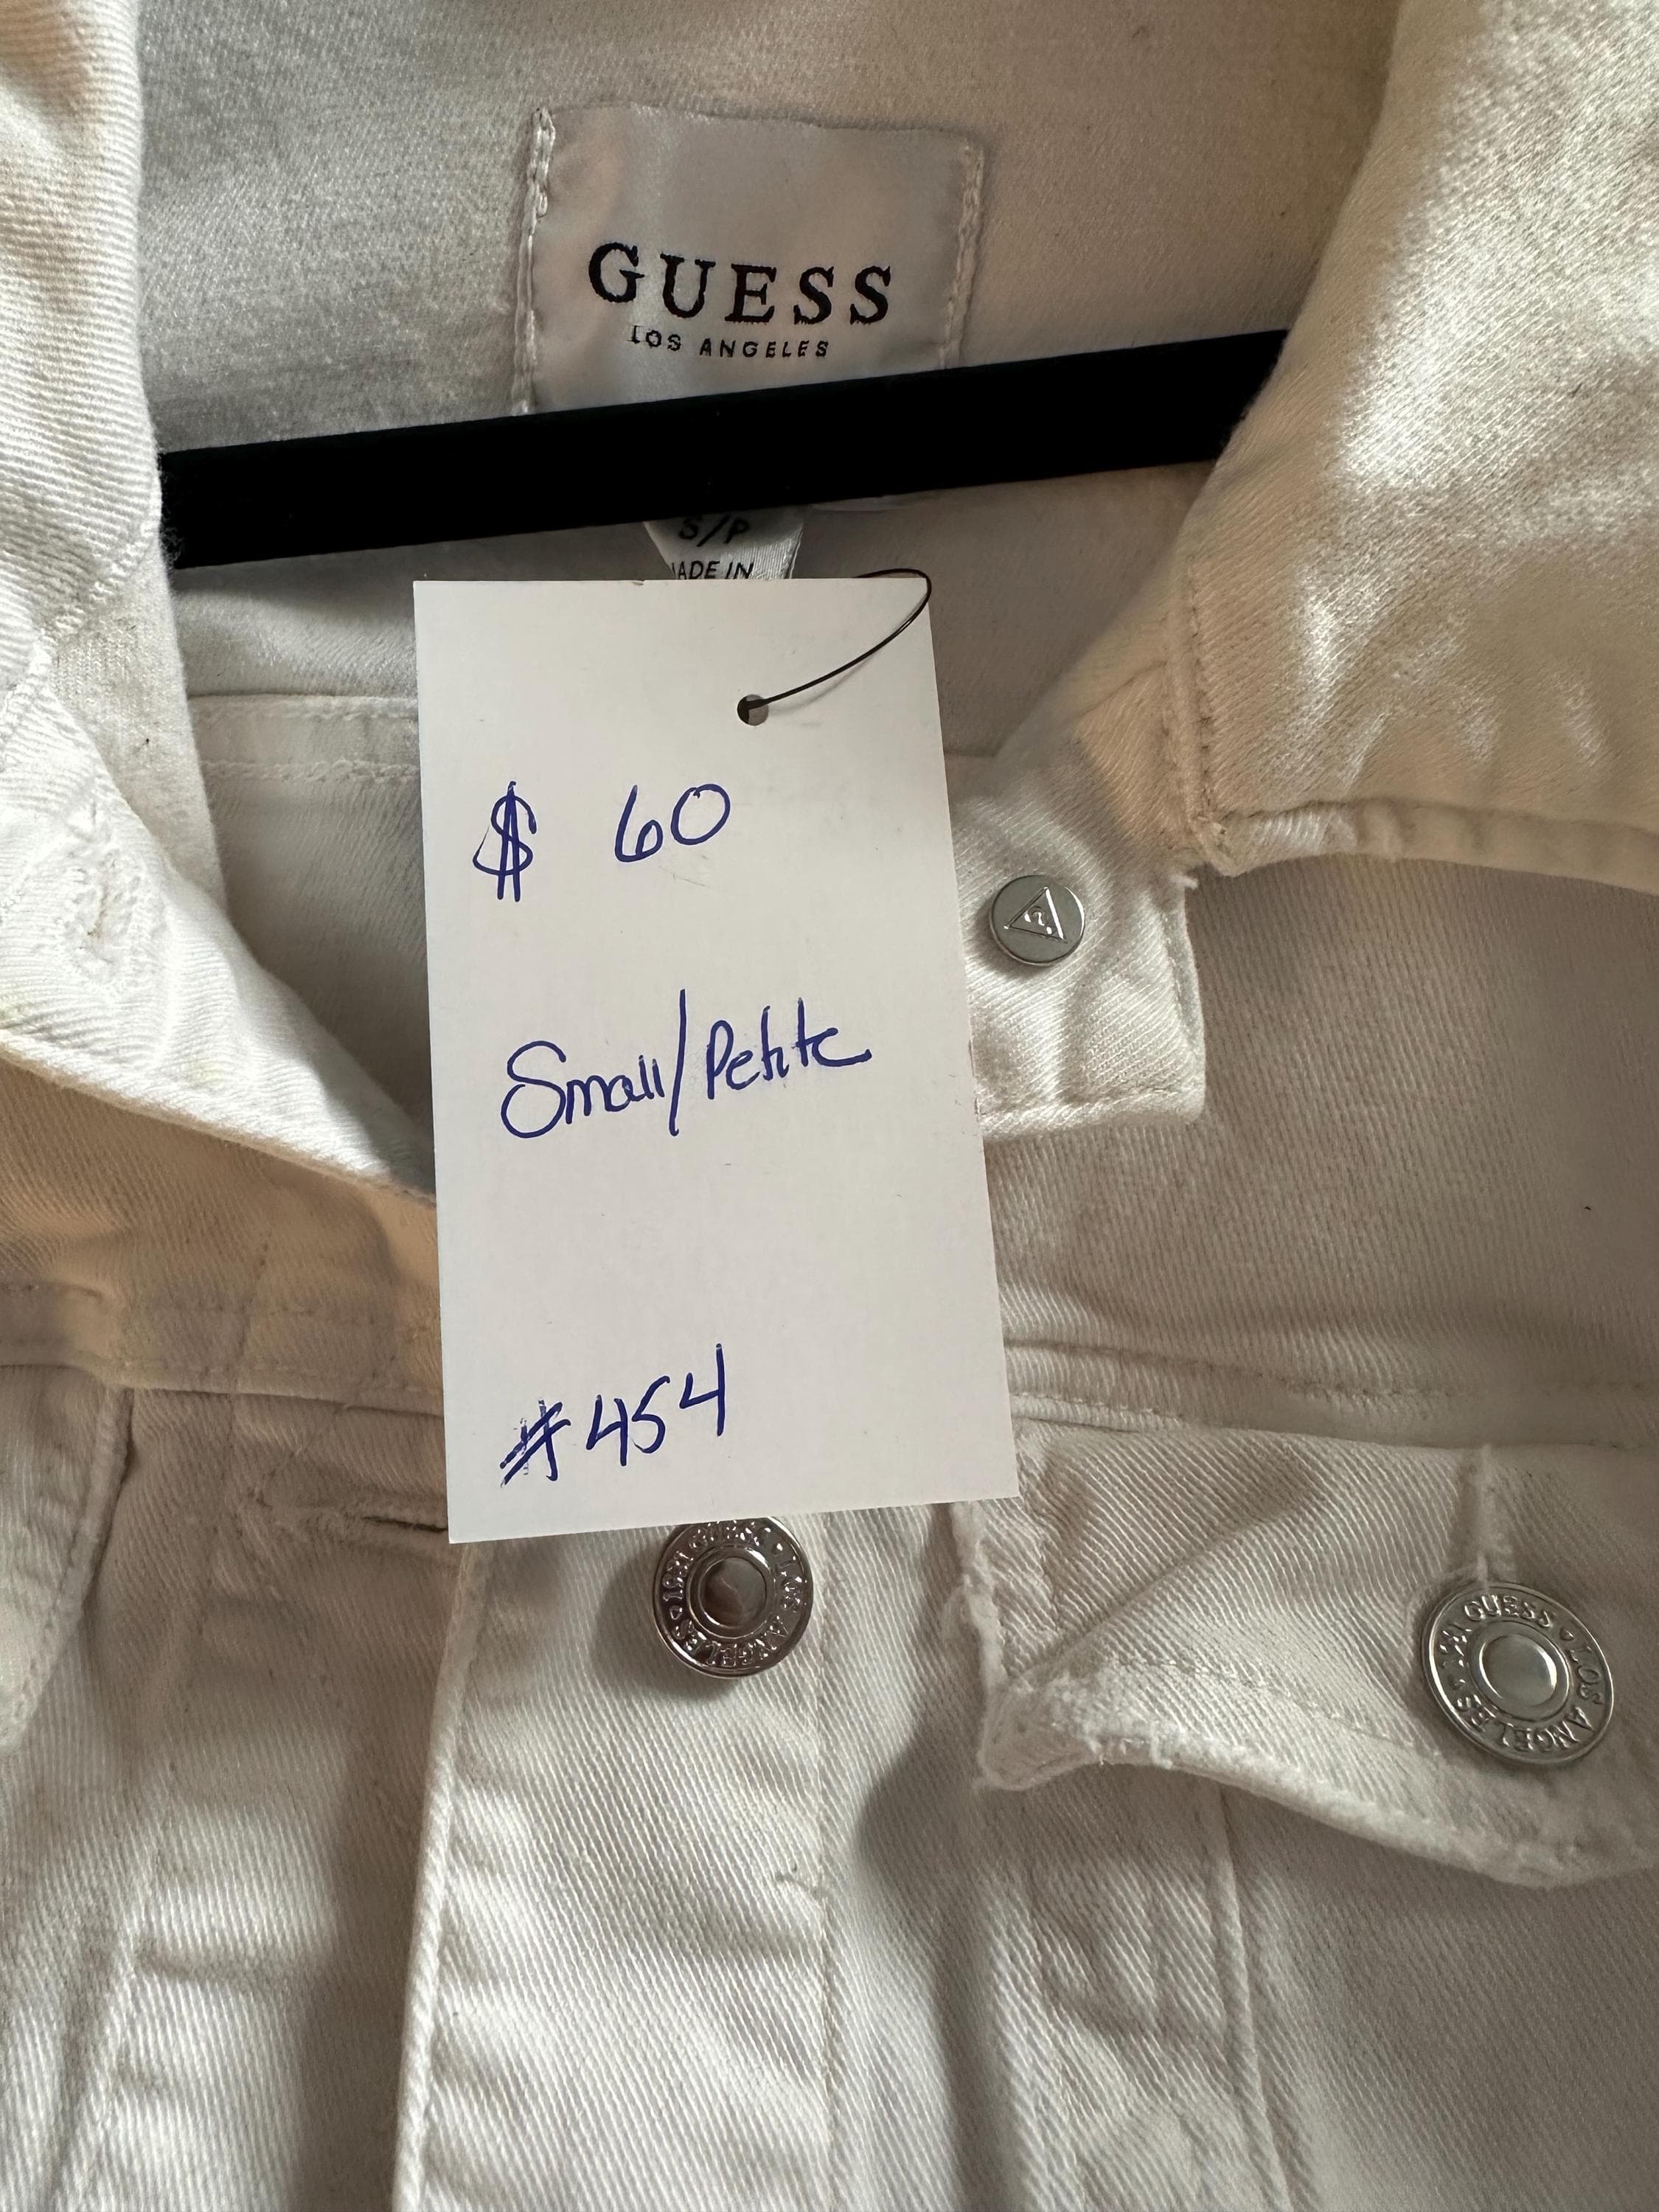 GUESS
LOS ANGELES
S/P
MADE IN
$ 60
Small/Petite
#454
GUESS • LOS ANGELES •
?
GUESS • LOS ANGELES